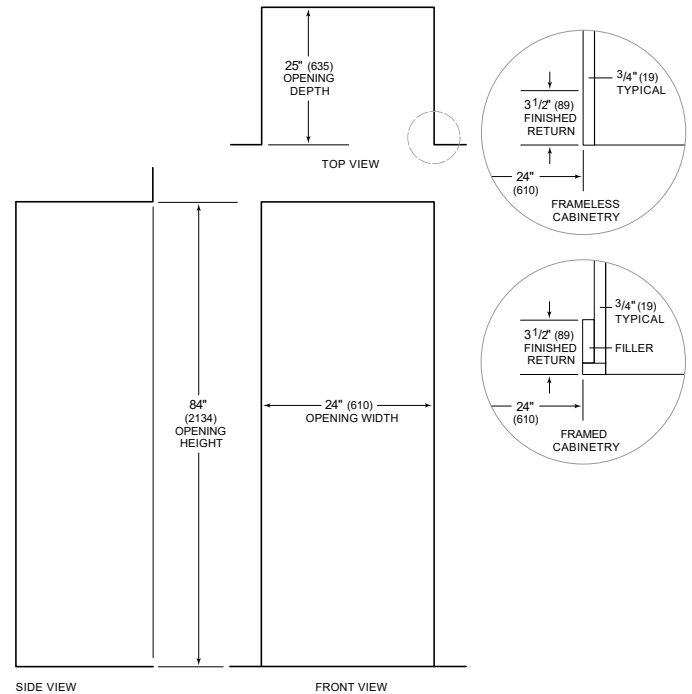 25" (635)
OPENING
DEPTH
TOP VIEW
3/4" (19)
TYPICAL
3 1/2" (89)
FINISHED
RETURN
24"
(610)
FRAMELESS
CABINETRY
3/4" (19)
TYPICAL
3 1/2" (89)
FINISHED
RETURN
FILLER
24"
(610)
FRAMED
CABINETRY
84"
(2134)
OPENING
HEIGHT
24" (610)
OPENING WIDTH
SIDE VIEW
FRONT VIEW